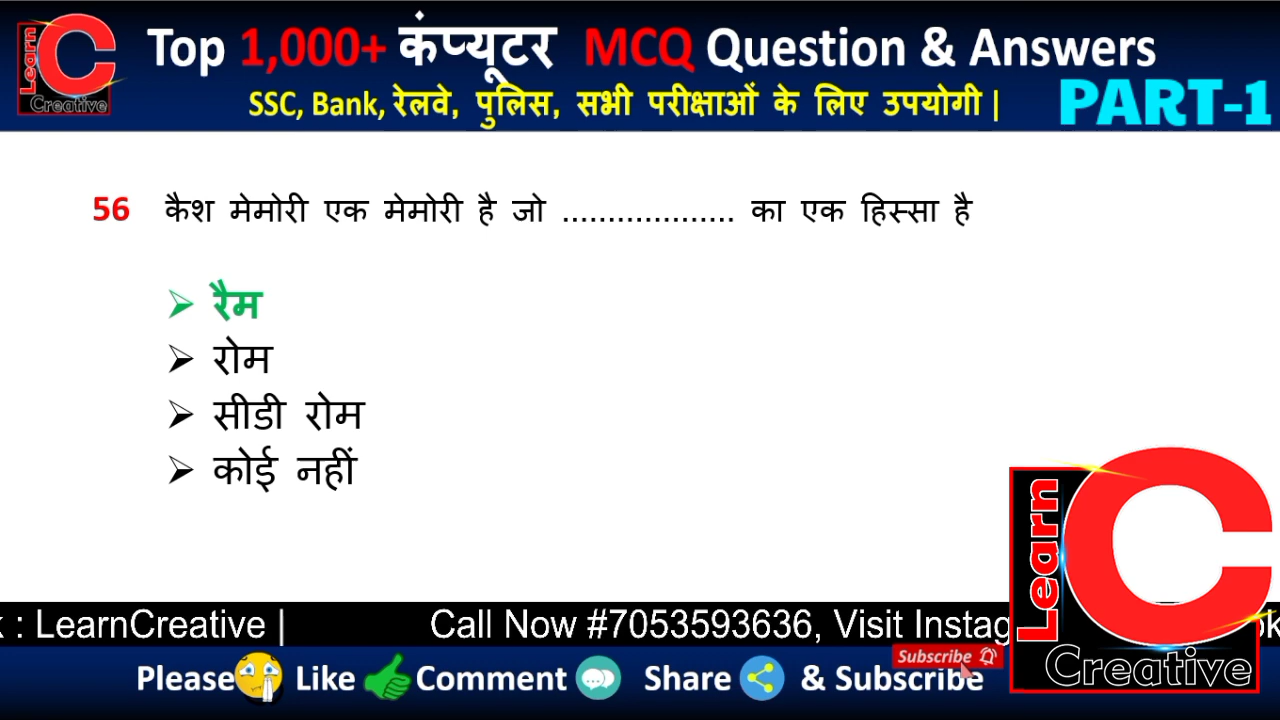 Learn
Creative
Top 1,000+ कंप्यूटर MCQ Question & Answers
SSC, Bank, रेलवे, पुलिस, सभी परीक्षाओं के लिए उपयोगी |
PART-1
56 कैश मेमोरी एक मेमोरी है जो ................... का एक हिस्सा है
➢ रैम
➢ रोम
➢ सीडी रोम
➢ कोई नहीं
: LearnCreative | Call Now #7053593636, Visit
Learn
Creative
Subscribe
Please Like Comment Share & Subscribe